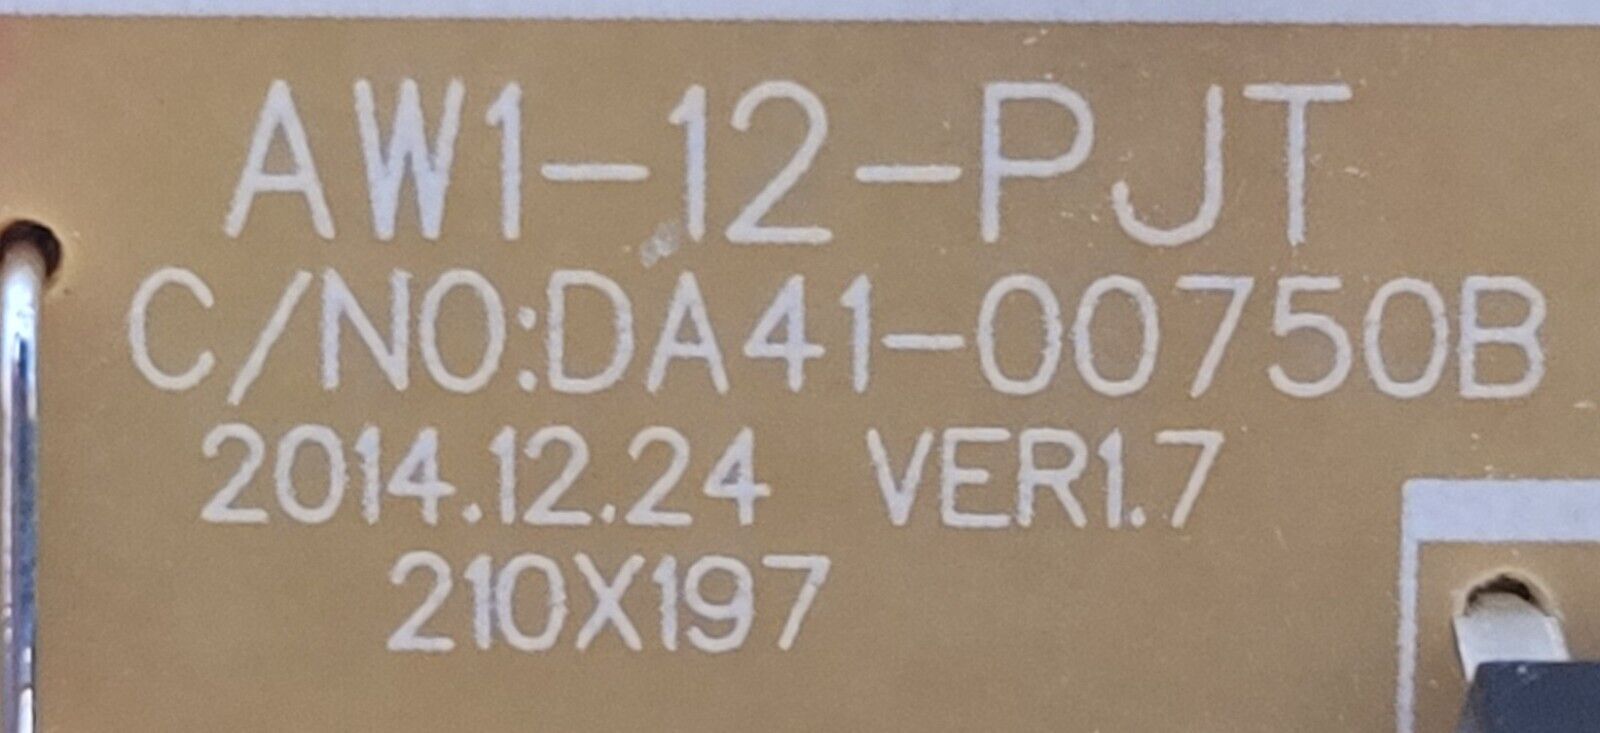 AW1-12-PJT
C/NO:DA41-00750B
2014.12.24 VER1.7
210X197